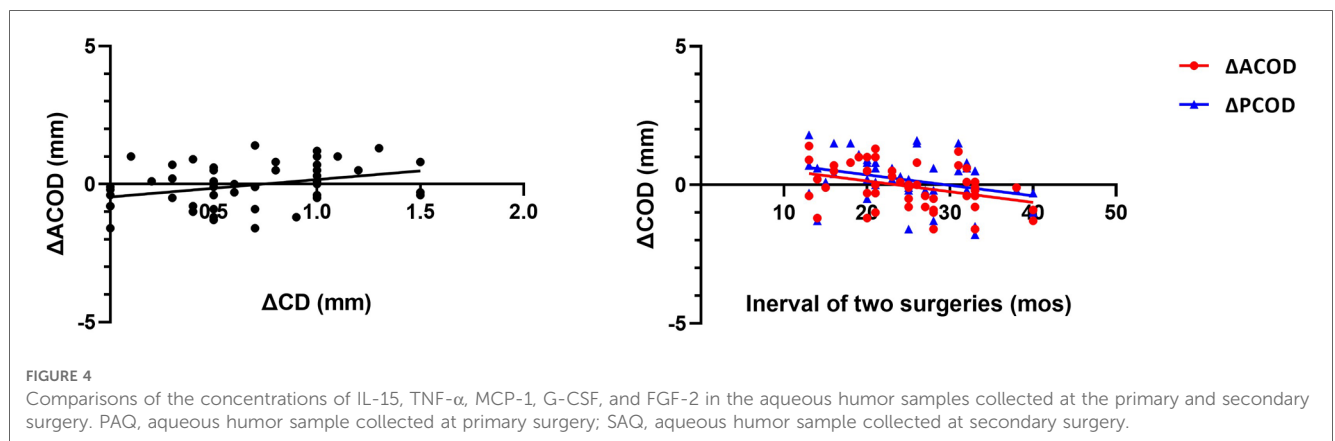 5
0
-5
ΔACOD (mm)
0.5
1.0
1.5
2.0
ΔCD (mm)
5
0
-5
ΔCOD (mm)
10
20
30
40
50
Inerval of two surgeries (mos)
ΔACOD
ΔPCOD
FIGURE 4
Comparisons of the concentrations of IL-15, TNF-α, MCP-1, G-CSF, and FGF-2 in the aqueous humor samples collected at the primary and secondary
surgery. PAQ, aqueous humor sample collected at primary surgery; SAQ, aqueous humor sample collected at secondary surgery.